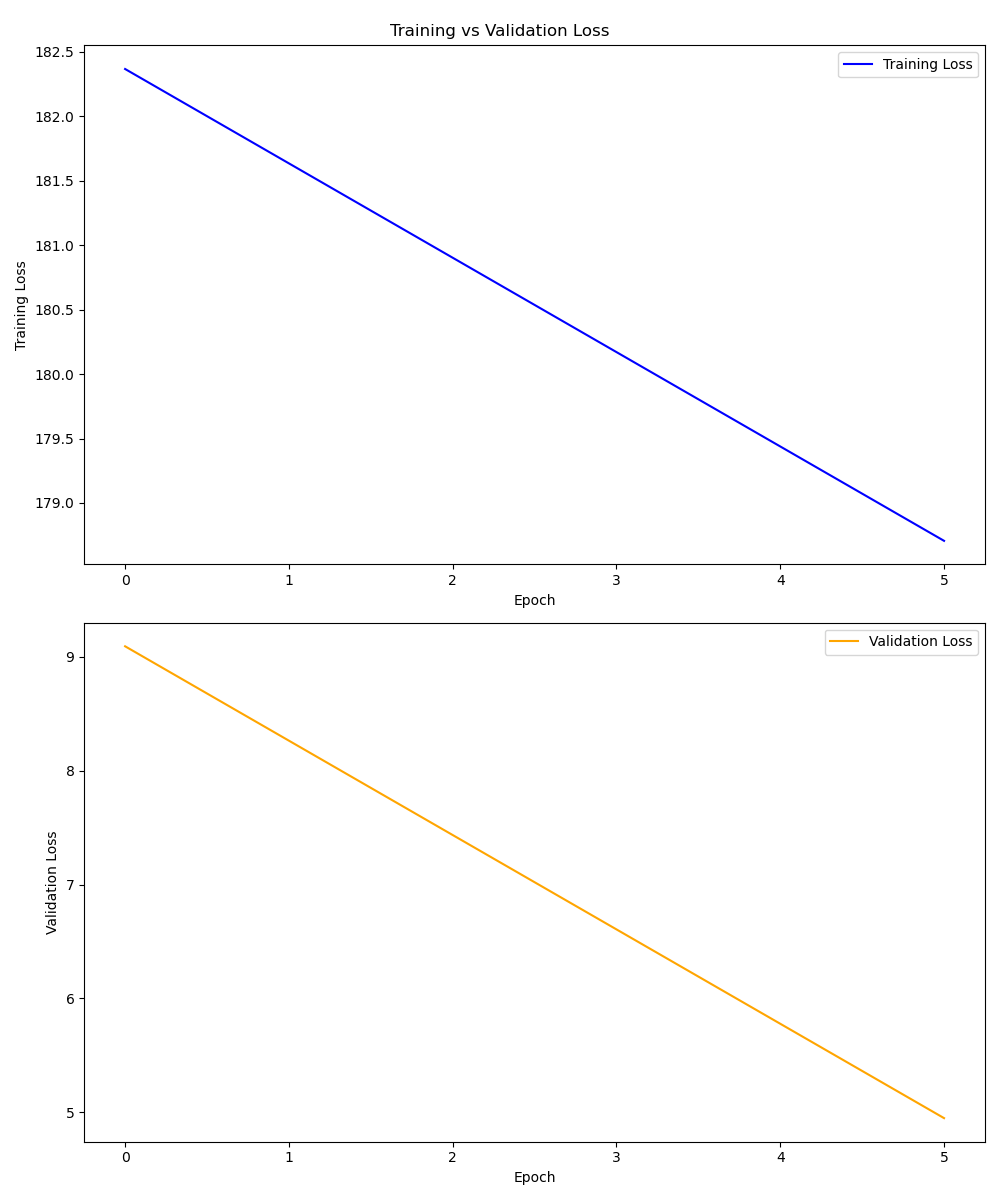 Training vs Validation Loss
182.5
182.0
181.5
181.0
180.5
180.0
179.5
179.0
Training Loss
Training Loss
0 1 2 3 4 5
Epoch
9
8
7
6
5
Validation Loss
Validation Loss
0 1 2 3 4 5
Epoch